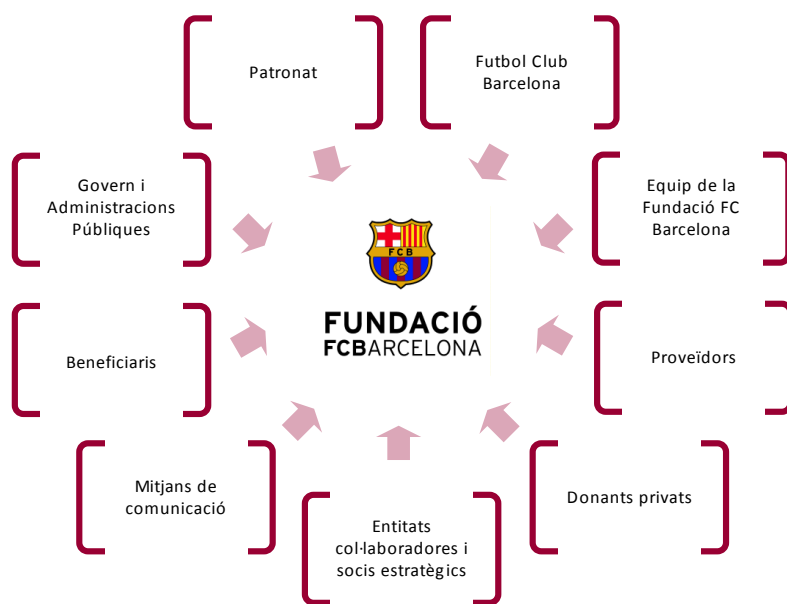 Patronat
Futbol Club
Barcelona
Govern i
Administracions
Públiques
Equip de la
Fundació FC
Barcelona
FCB
FUNDACIÓ
FCBARCELONA
Beneficiaris
Proveïdors
Mitjans de
comunicació
Donants privats
Entitats
col·laboradores i
socis estratègics